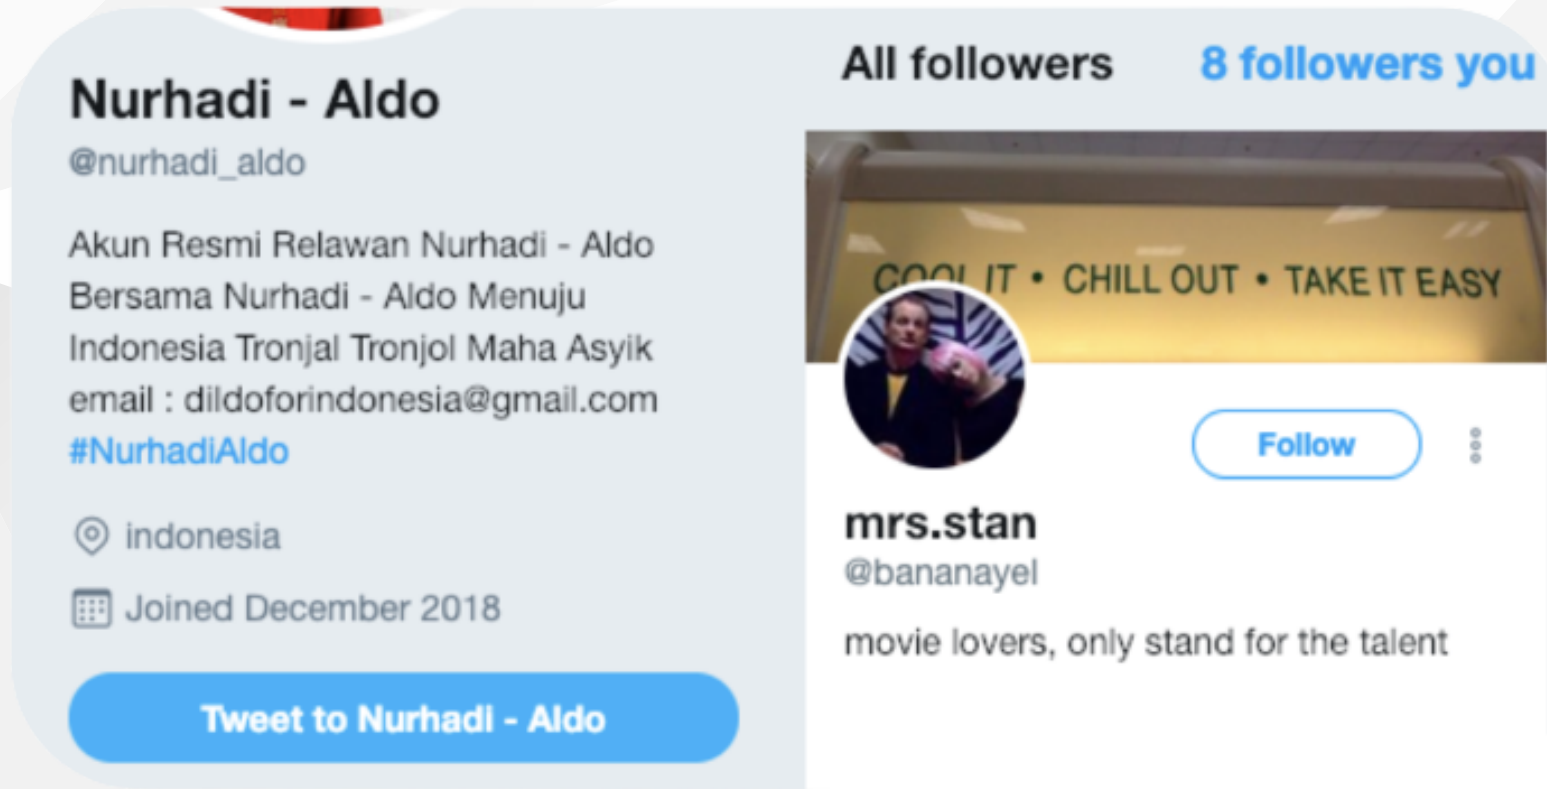 Nurhadi - Aldo
@nurhadi_aldo
Akun Resmi Relawan Nurhadi - Aldo
Bersama Nurhadi - Aldo Menuju
Indonesia Tronjal Tronjol Maha Asyik
email : dildoforindonesia@gmail.com
#NurhadiAldo
indonesia
Joined December 2018
Tweet to Nurhadi - Aldo
All followers
8 followers you
COOL IT • CHILL OUT • TAKE IT EASY
Follow
mrs.stan
@bananayel
movie lovers, only stand for the talent